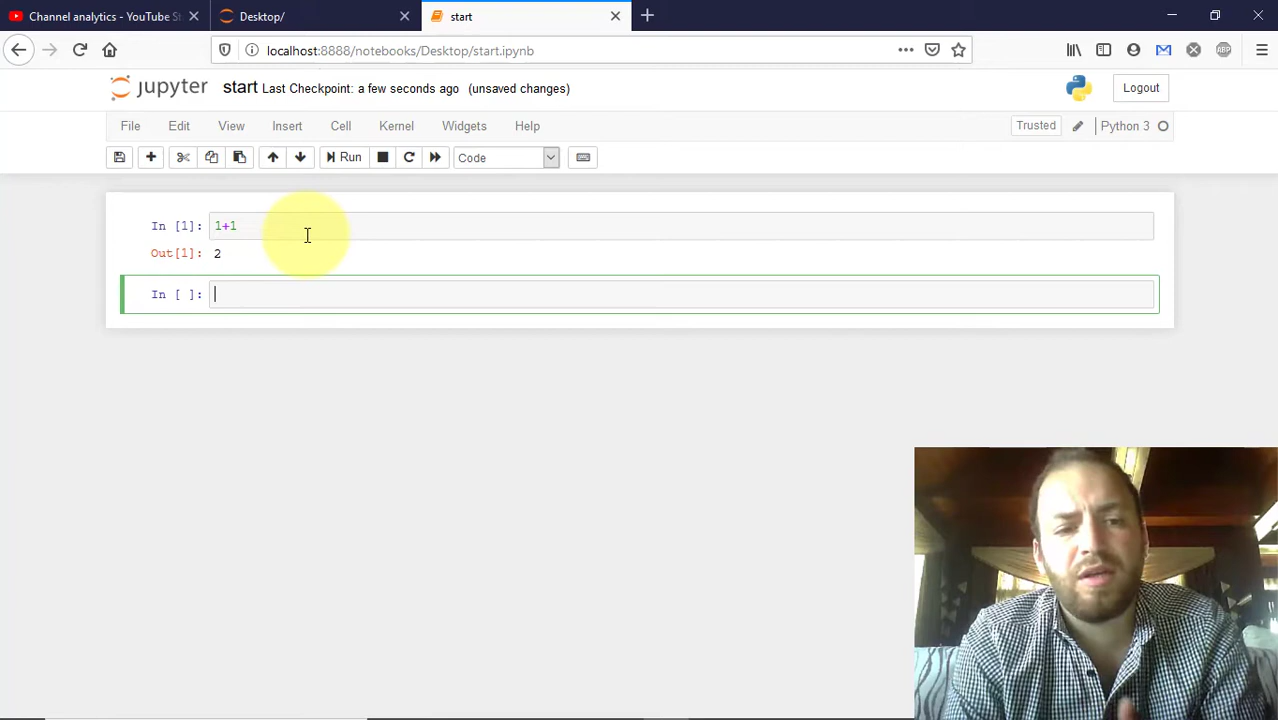 Channel analytics - YouTube St
Desktop/
start
localhost:8888/notebooks/Desktop/start.ipynb
ABP
jupyter start Last Checkpoint: a few seconds ago (unsaved changes)
Logout
File Edit View Insert Cell Kernel Widgets Help
Trusted
Python 3
Run
Code
In [1]: 1+1
Out[1]: 2
In [ ]: